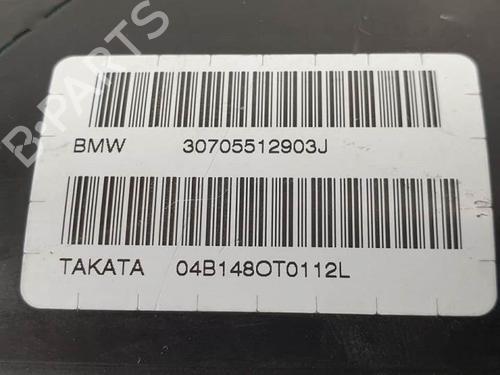 B-PARTS
BMW 30705512903J
TAKATA 04B148OT0112L